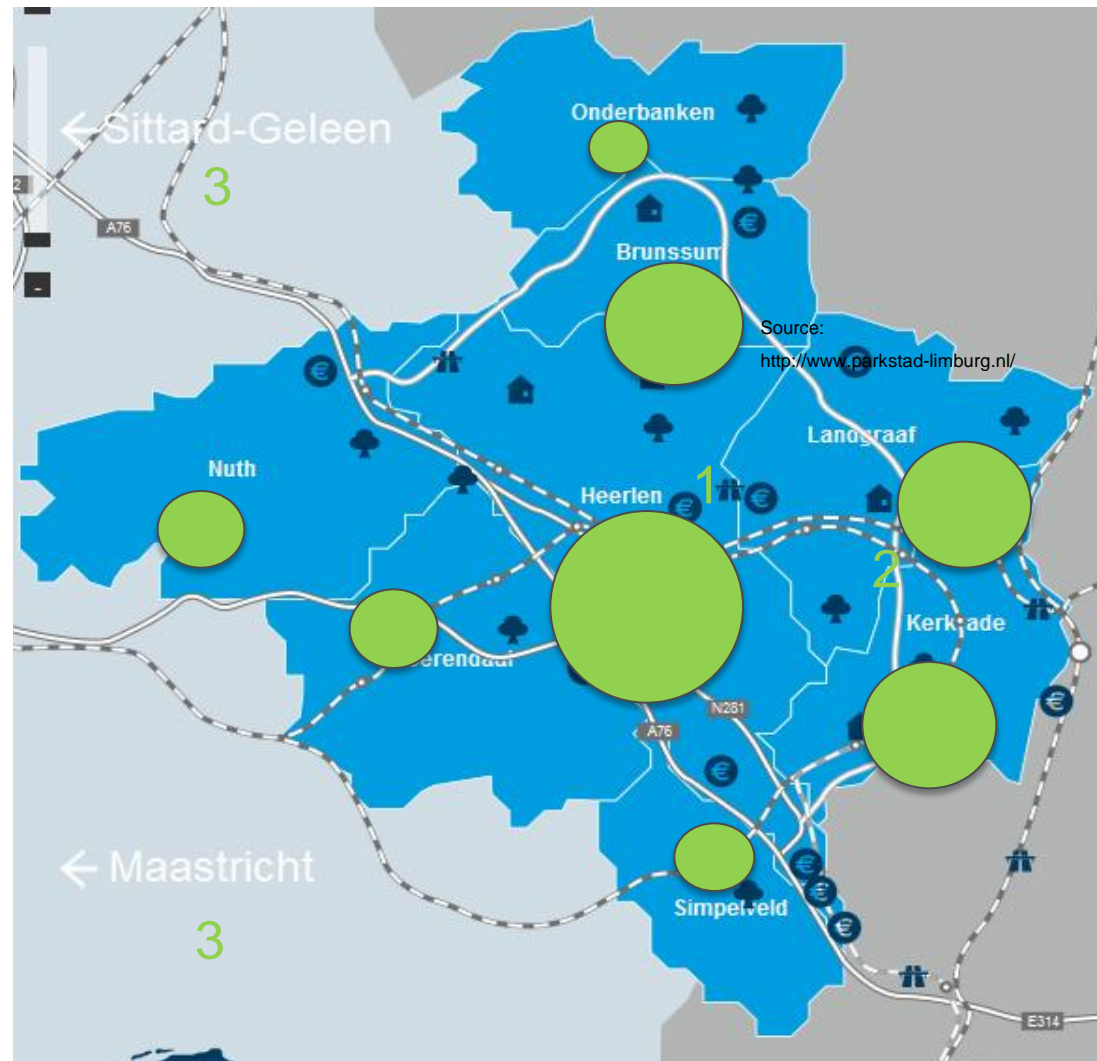 Onderbanken
← Sittard-Geleen
3
2
A76
Brunssum
Source:
http://www.parkstad-limburg.nl/
-
Landgraaf
Nuth
1
Heerlen
2
A76
N281
← Maastricht
Simpelveld
3
E314